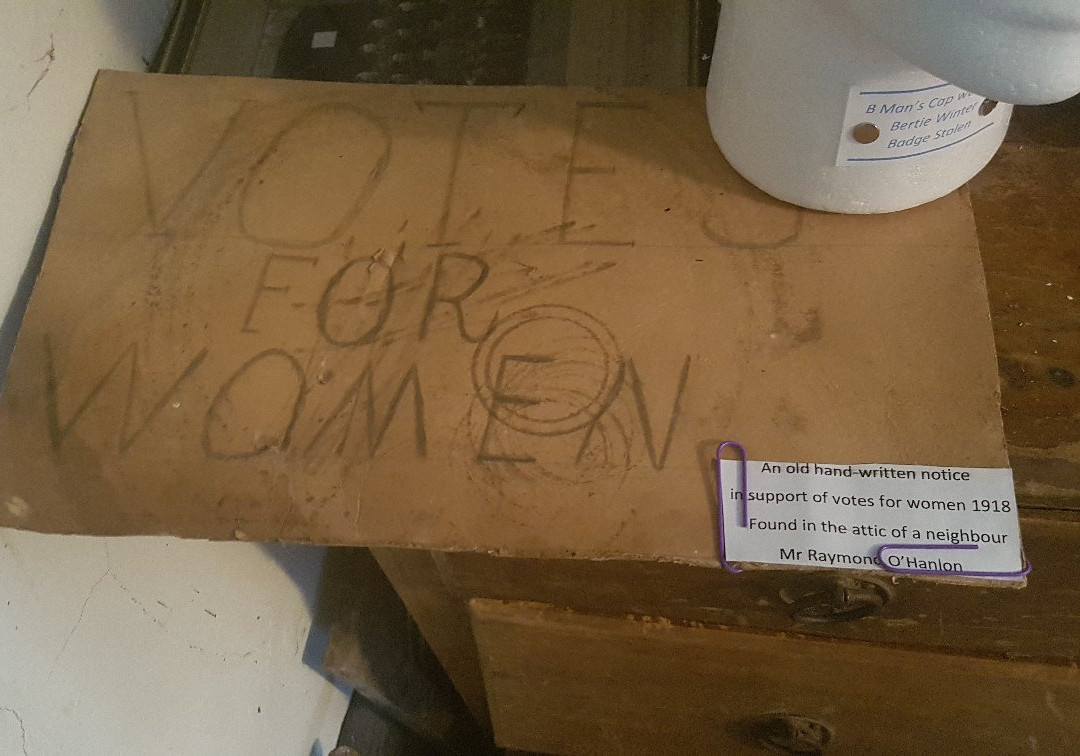 VOTES
FOR
WOMEN
B Man's Cap
Bertie Winter
Badge Stolen
An old hand-written notice
in support of votes for women 1918
Found in the attic of a neighbour
Mr Raymond O'Hanlon